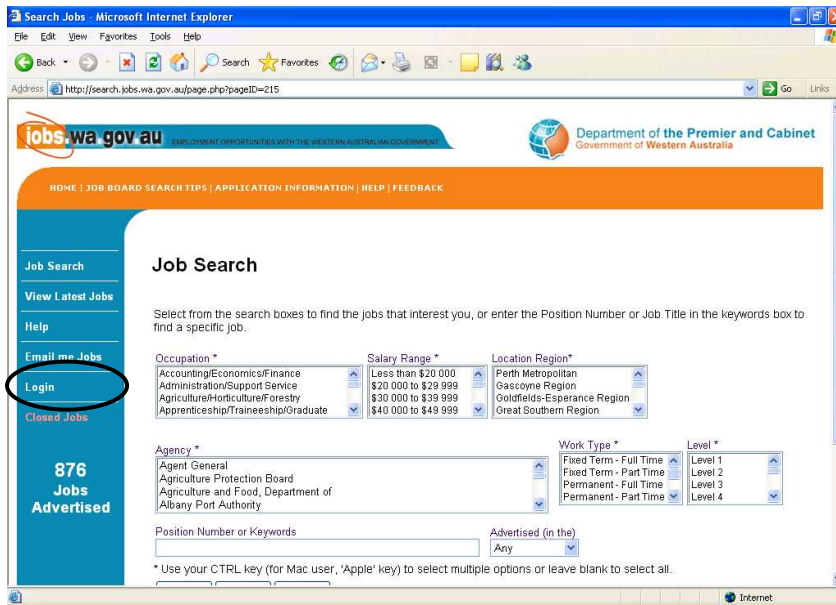 Search Jobs - Microsoft Internet Explorer
File Edit View Favorites Tools Help
Back Search Favorites
Address http://search.jobs.wa.gov.au/page.php?pageID=215 Go Links
jobs.wa.gov.au EMPLOYMENT OPPORTUNITIES WITH THE WESTERN AUSTRALIAN GOVERNMENT
Department of the Premier and Cabinet
Government of Western Australia
HOME | JOB BOARD SEARCH TIPS | APPLICATION INFORMATION | HELP | FEEDBACK
Job Search
View Latest Jobs
Help
Email me Jobs
Login
Closed Jobs
876
Jobs
Advertised
Job Search
Select from the search boxes to find the jobs that interest you, or enter the Position Number or Job Title in the keywords box to
find a specific job.
Occupation *
Accounting/Economics/Finance
Administration/Support Service
Agriculture/Horticulture/Forestry
Apprenticeship/Traineeship/Graduate
Salary Range *
Less than $20 000
$20 000 to $29 999
$30 000 to $39 999
$40 000 to $49 999
Location Region*
Perth Metropolitan
Gascoyne Region
Goldfields-Esperance Region
Great Southern Region
Agency *
Agent General
Agriculture Protection Board
Agriculture and Food, Department of
Albany Port Authority
Work Type *
Fixed Term - Full Time
Fixed Term - Part Time
Permanent - Full Time
Permanent - Part Time
Level *
Level 1
Level 2
Level 3
Level 4
Position Number or Keywords
Advertised (in the)
Any
* Use your CTRL key (for Mac user, 'Apple' key) to select multiple options or leave blank to select all.
Internet